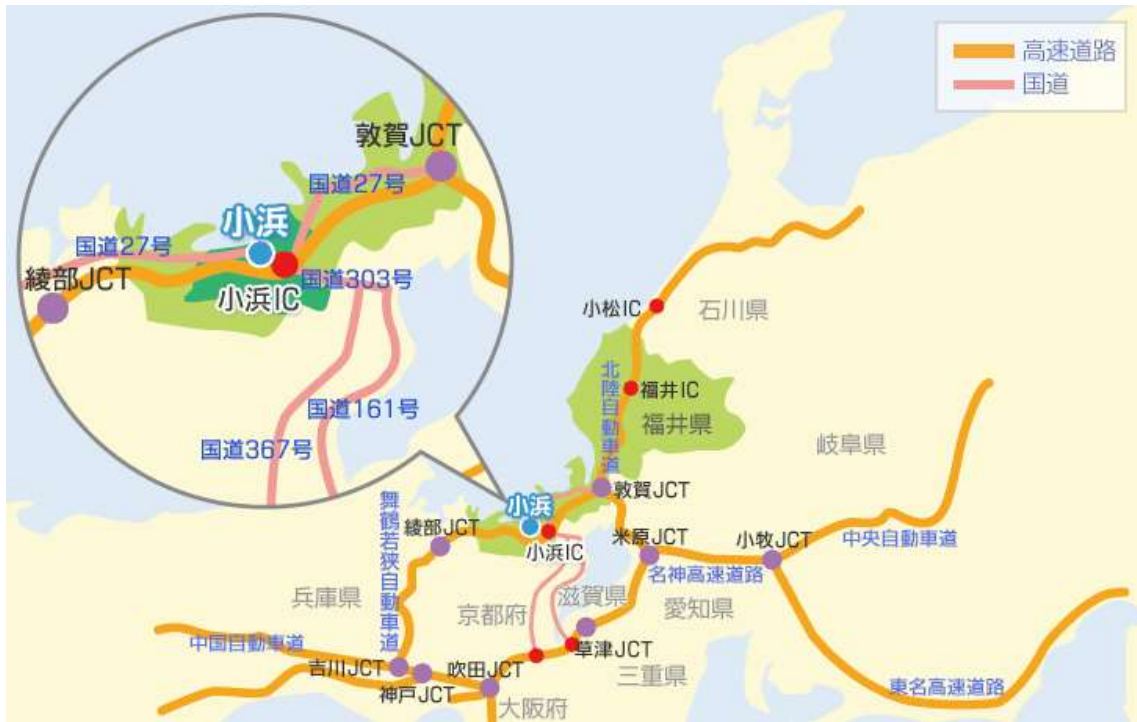 高速道路
国道
敦賀JCT
国道27号
小浜
国道27号
綾部JCT
小浜IC
国道303号
国道161号
国道367号
小松IC
石川県
北陸自動車道
福井IC
福井県
岐阜県
敦賀JCT
小浜
綾部JCT
小浜IC
米原JCT
小牧JCT
中央自動車道
名神高速道路
舞鶴若狭自動車道
兵庫県
京都府
滋賀県
愛知県
中国自動車道
吉川JCT
神戸JCT
吹田JCT
草津JCT
三重県
大阪府
東名高速道路